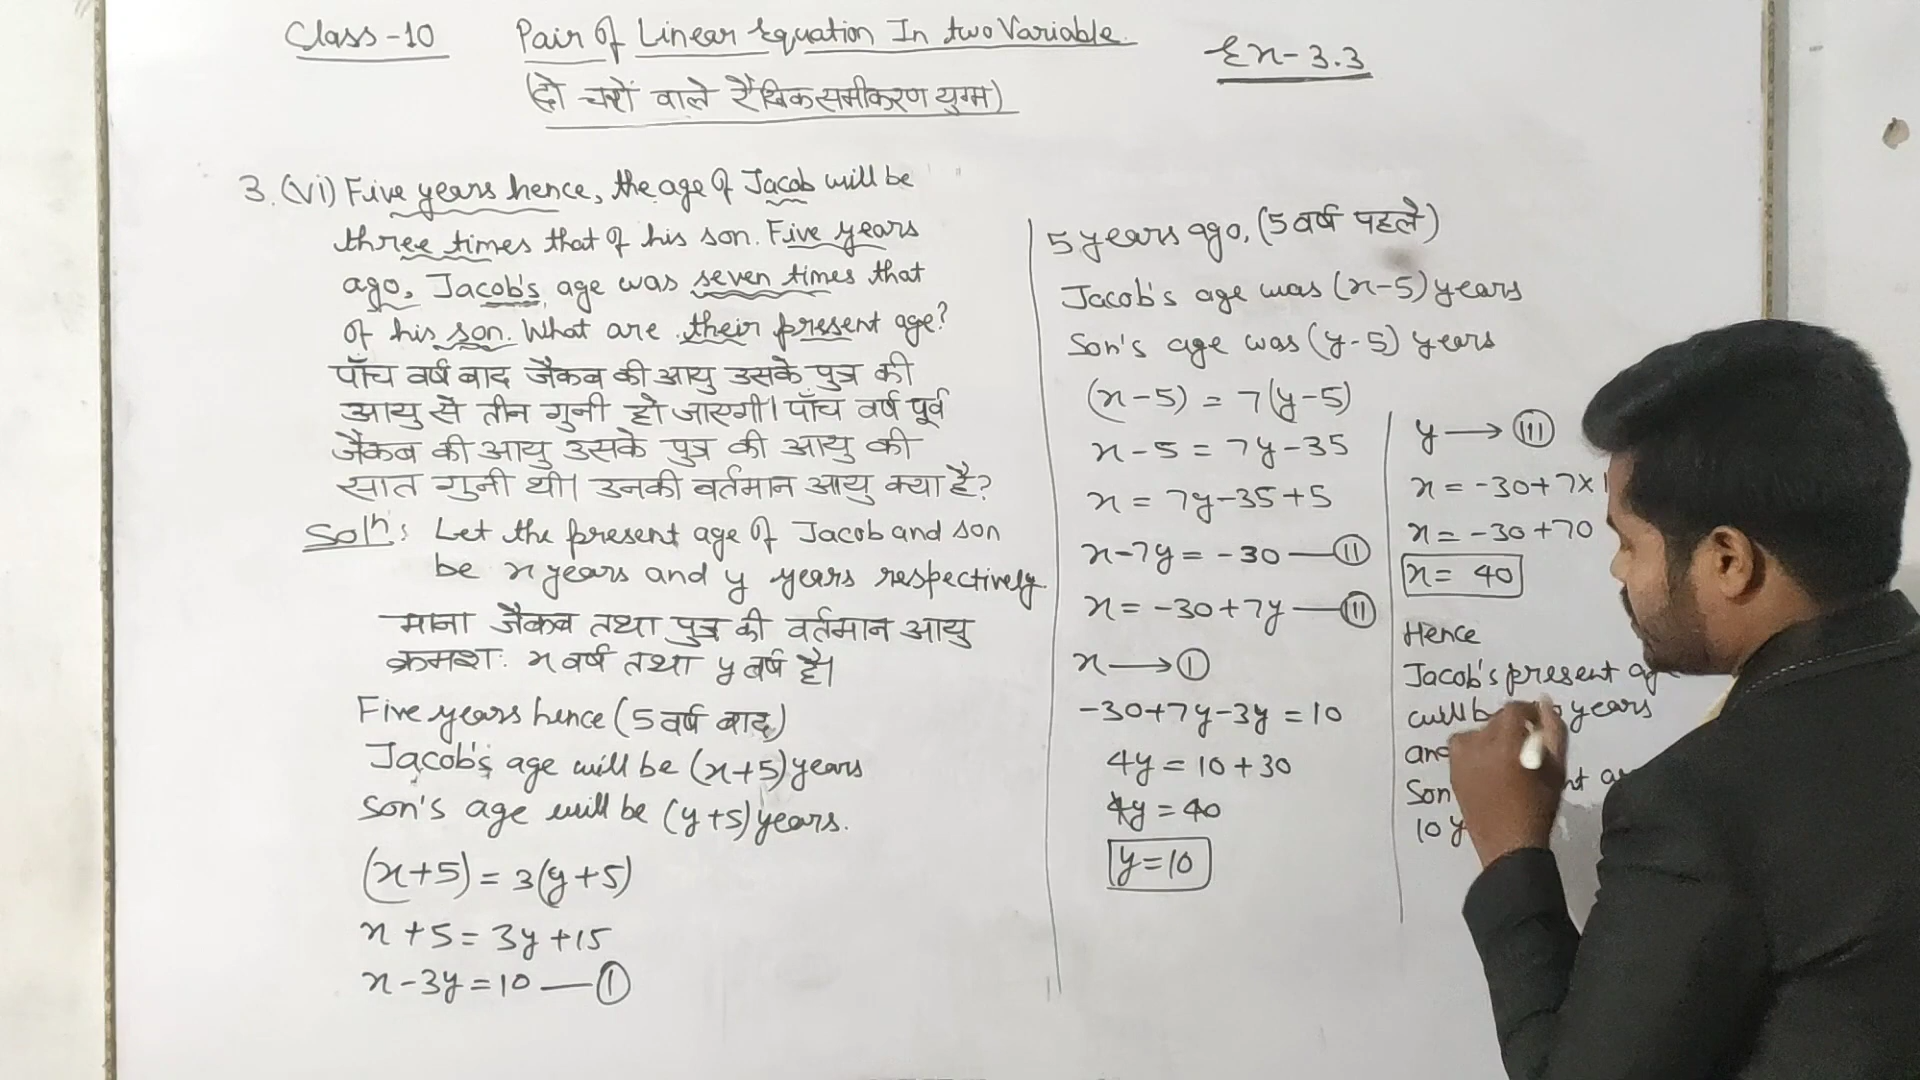 Class-10 Pair Of Linear Equation In two Variable. Ex-3.3
(दो चरों वाले रैखिक समीकरण युग्म)
3. (vi) Five years hence, the age of Jacob will be
three times that of his son. Five years
ago, Jacob's age was seven times that
of his son. What are their present age?
पाँच वर्ष बाद जैकब की आयु उसके पुत्र की
आयु से तीन गुनी हो जाएगी। पाँच वर्ष पूर्व
जैकब की आयु उसके पुत्र की आयु की
सात गुनी थी। उनकी वर्तमान आयु क्या है?
Solⁿ: Let the present age of Jacob and son
be x years and y years respectively.
माना जैकब तथा पुत्र की वर्तमान आयु
क्रमशः x वर्ष तथा y वर्ष है।
Five years hence (5 वर्ष बाद)
Jacob's age will be (x+5) years
Son's age will be (y+5) years.
(x+5) = 3(y+5)
x+5 = 3y+15
x-3y = 10 — (I)
5 years ago, (5 वर्ष पहले)
Jacob's age was (x-5) years
Son's age was (y-5) years
(x-5) = 7(y-5)
x-5 = 7y-35
x = 7y-35+5
x-7y = -30 — (II)
x = -30+7y — (III)
x → (I)
-30+7y-3y = 10
4y = 10+30
4y = 40
y = 10
y → (III)
x = -30+7×
x = -30+70
x = 40
Hence
Jacob's present
years
Son
10